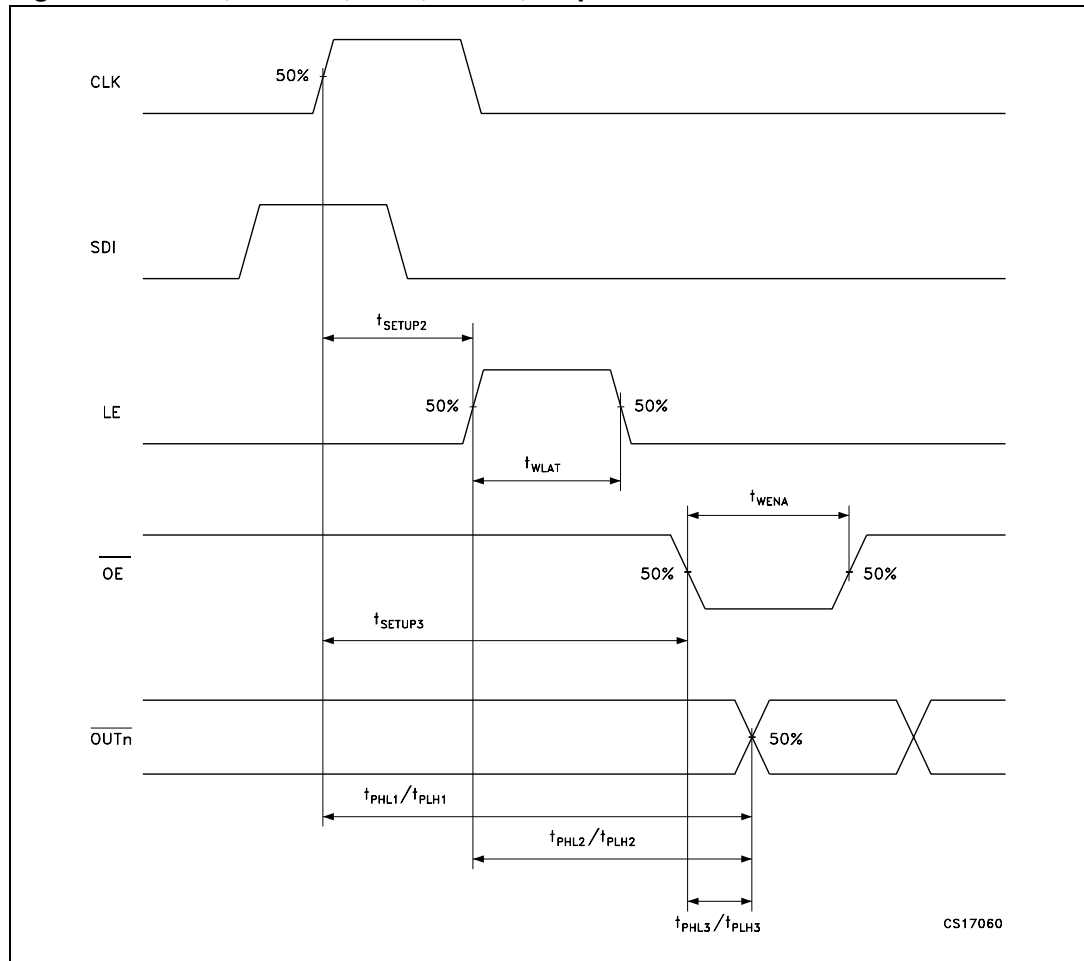 50%
CLK
SDI
tSETUP2
LE
50%
50%
tWLAT
tWENA
OE
50%
50%
tSETUP3
OUTn
50%
tPHL1/tPLH1
tPHL2/tPLH2
tPHL3/tPLH3
CS17060